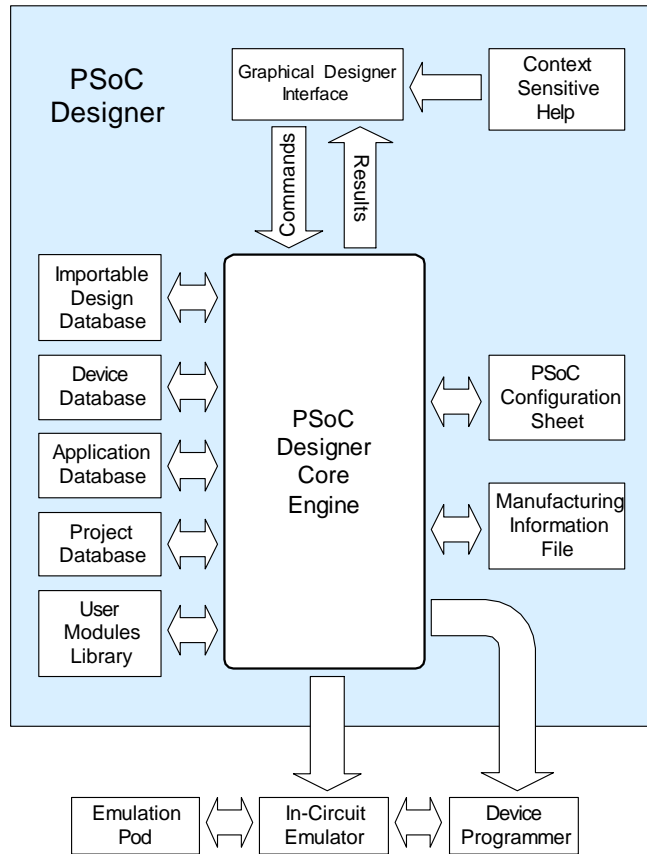 PSoC
Designer
Graphical Designer
Interface
Context
Sensitive
Help
Commands
Results
Importable
Design
Database
Device
Database
Application
Database
Project
Database
User
Modules
Library
PSoC
Designer
Core
Engine
PSoC
Configuration
Sheet
Manufacturing
Information
File
Emulation
Pod
In-Circuit
Emulator
Device
Programmer